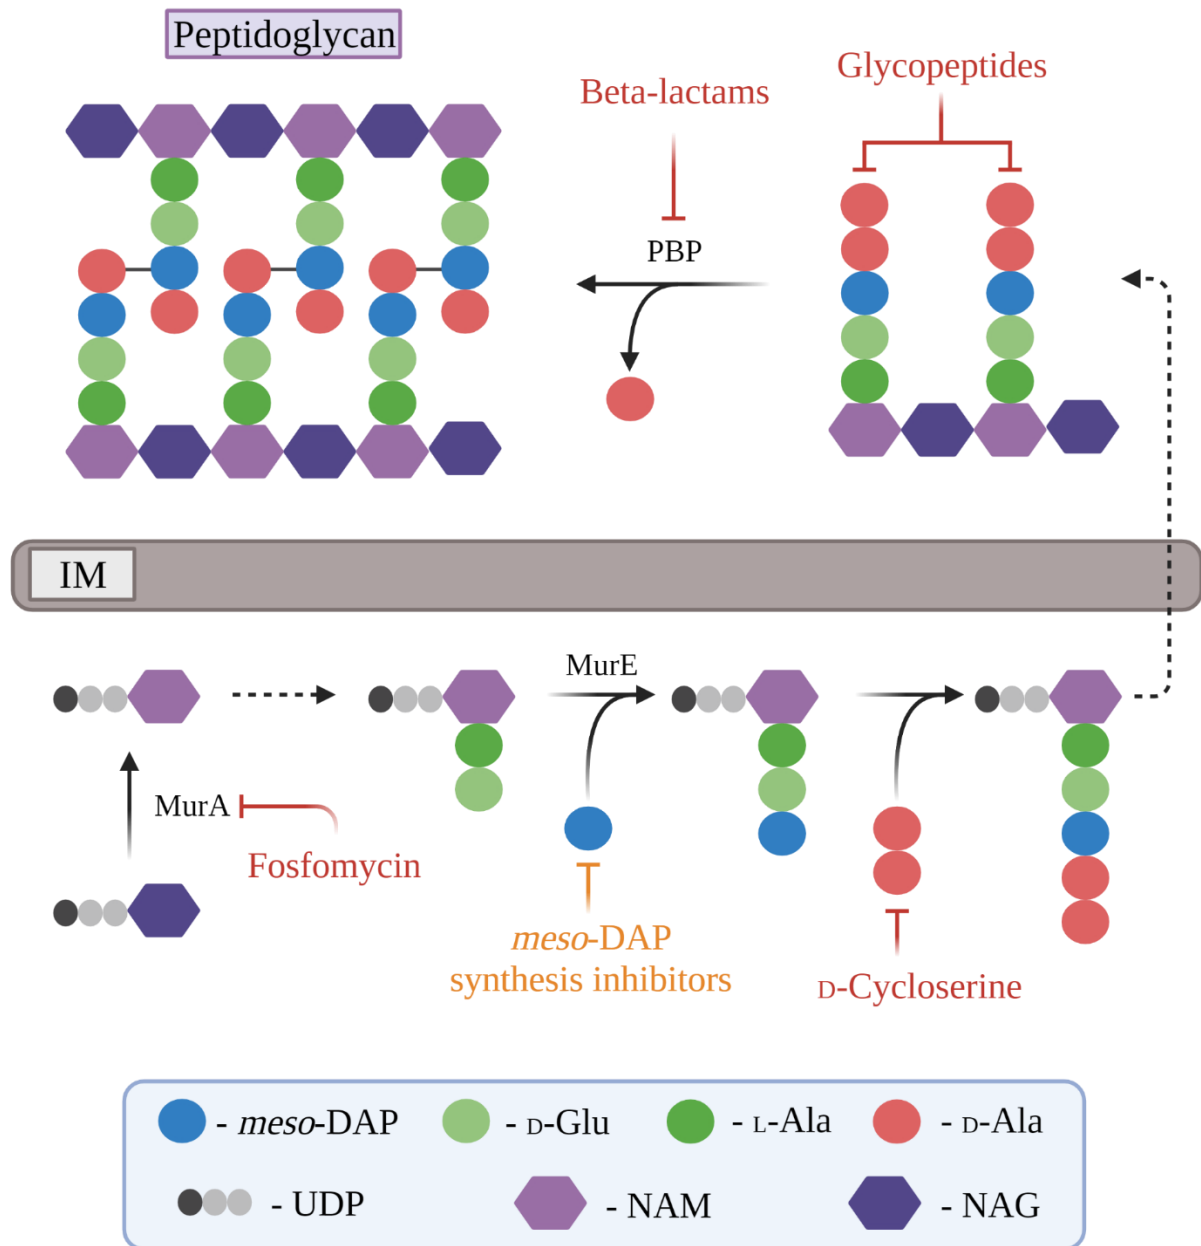 Peptidoglycan
Glycopeptides
Beta-lactams
PBP
IM
MurE
MurA
Fosfomycin
meso-DAP
synthesis inhibitors
D-Cycloserine
- meso-DAP
- D-Glu
- L-Ala
- D-Ala
- UDP
- NAM
- NAG